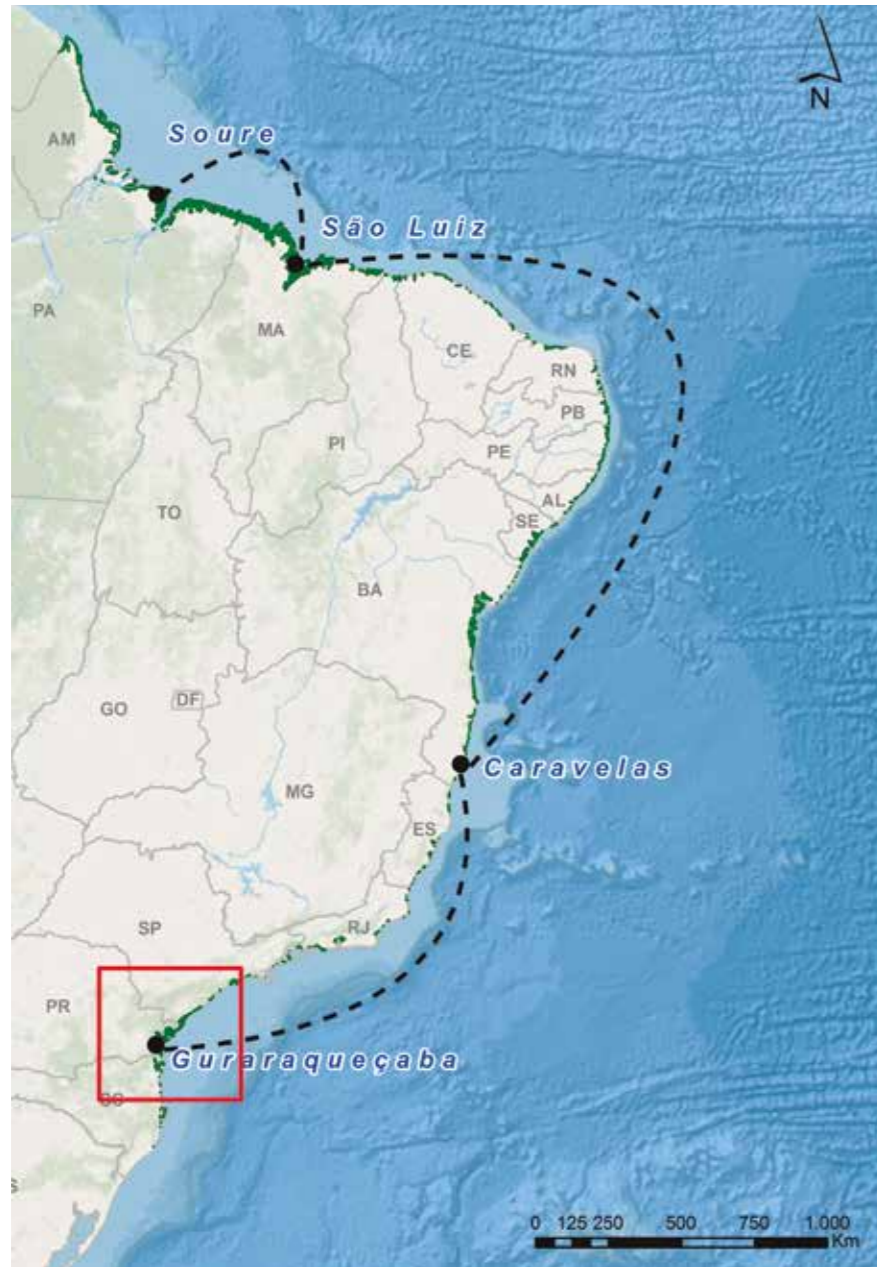 N
Soure
AM
São Luiz
PA
MA
CE
RN
PB
PI
PE
AL
TO
SE
BA
DF
GO
Caravelas
MG
ES
SP
RJ
PR
Guraraqueçaba
SC
S
0 125 250 500 750 1.000
Km